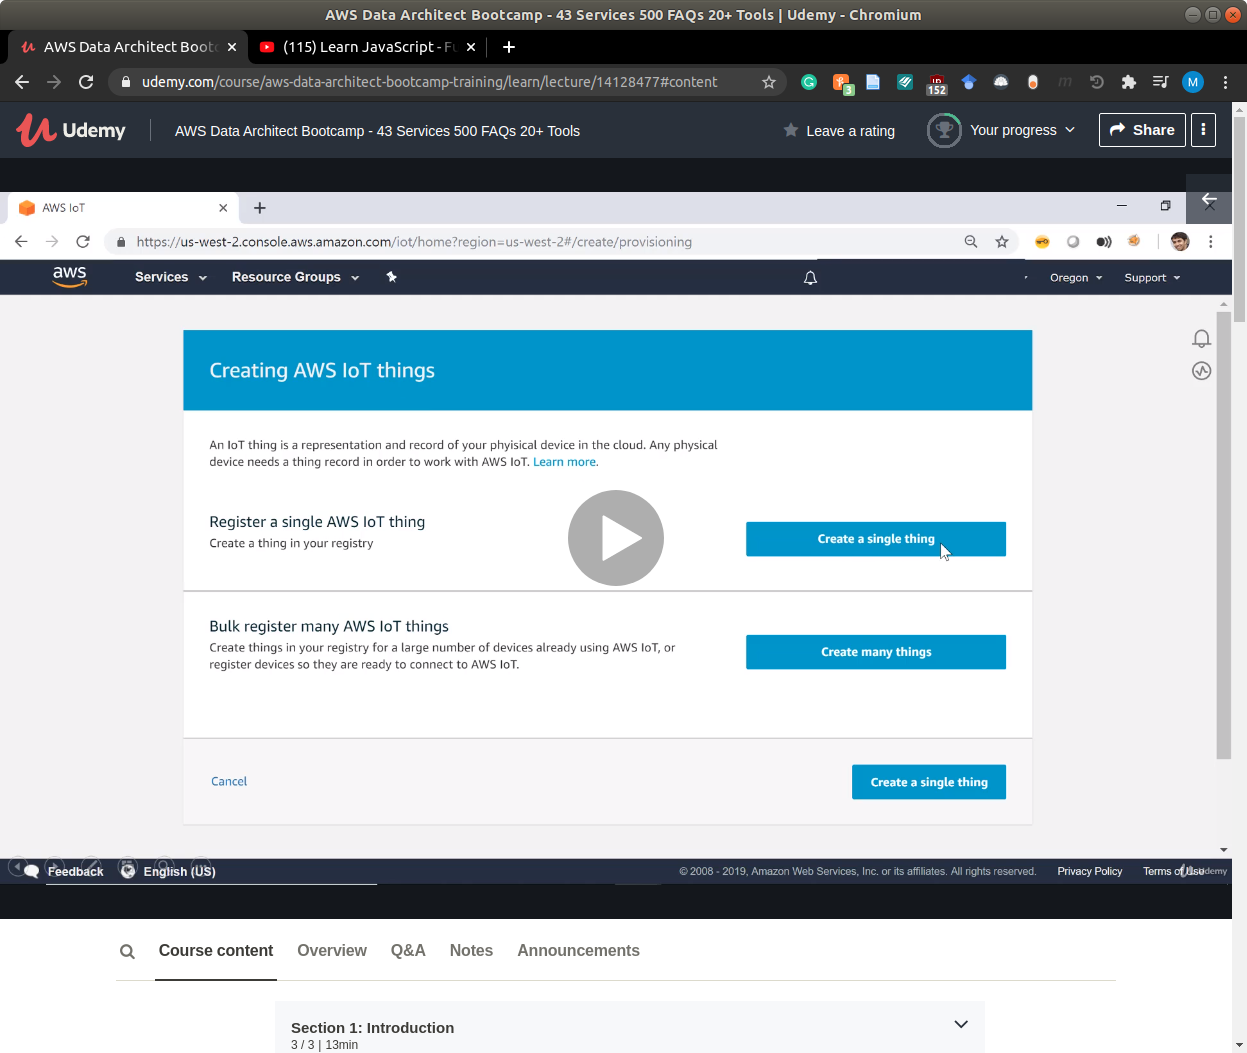 AWS Data Architect Bootcamp - 43 Services 500 FAQs 20+ Tools | Udemy - Chromium
AWS Data Architect Bootc
(115) Learn JavaScript - Fu
udemy.com/course/aws-data-architect-bootcamp-training/learn/lecture/14128477#content
3
152
M
Udemy
AWS Data Architect Bootcamp - 43 Services 500 FAQs 20+ Tools
Leave a rating
Your progress
Share
AWS IoT
https://us-west-2.console.aws.amazon.com/iot/home?region=us-west-2#/create/provisioning
aws
Services
Resource Groups
Oregon
Support
Creating AWS IoT things
An IoT thing is a representation and record of your phyisical device in the cloud. Any physical
device needs a thing record in order to work with AWS IoT. Learn more.
Register a single AWS IoT thing
Create a thing in your registry
Create a single thing
Bulk register many AWS IoT things
Create things in your registry for a large number of devices already using AWS IoT, or
register devices so they are ready to connect to AWS IoT.
Create many things
Cancel
Create a single thing
Feedback
English (US)
© 2008 - 2019, Amazon Web Services, Inc. or its affiliates. All rights reserved.
Privacy Policy
Terms of Use
Udemy
Course content
Overview
Q&A
Notes
Announcements
Section 1: Introduction
3 / 3 | 13min